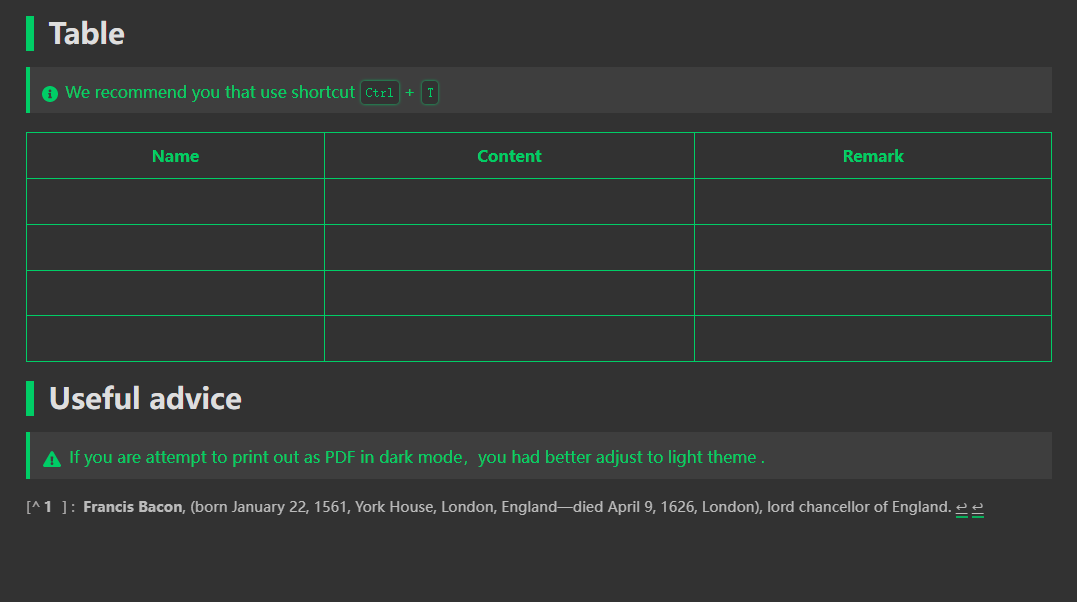 Table
We recommend you that use shortcut Ctrl + T
Name Content Remark
Useful advice
If you are attempt to print out as PDF in dark mode，you had better adjust to light theme .
[^ 1 ] : Francis Bacon, (born January 22, 1561, York House, London, England—died April 9, 1626, London), lord chancellor of England. ↩ ↩